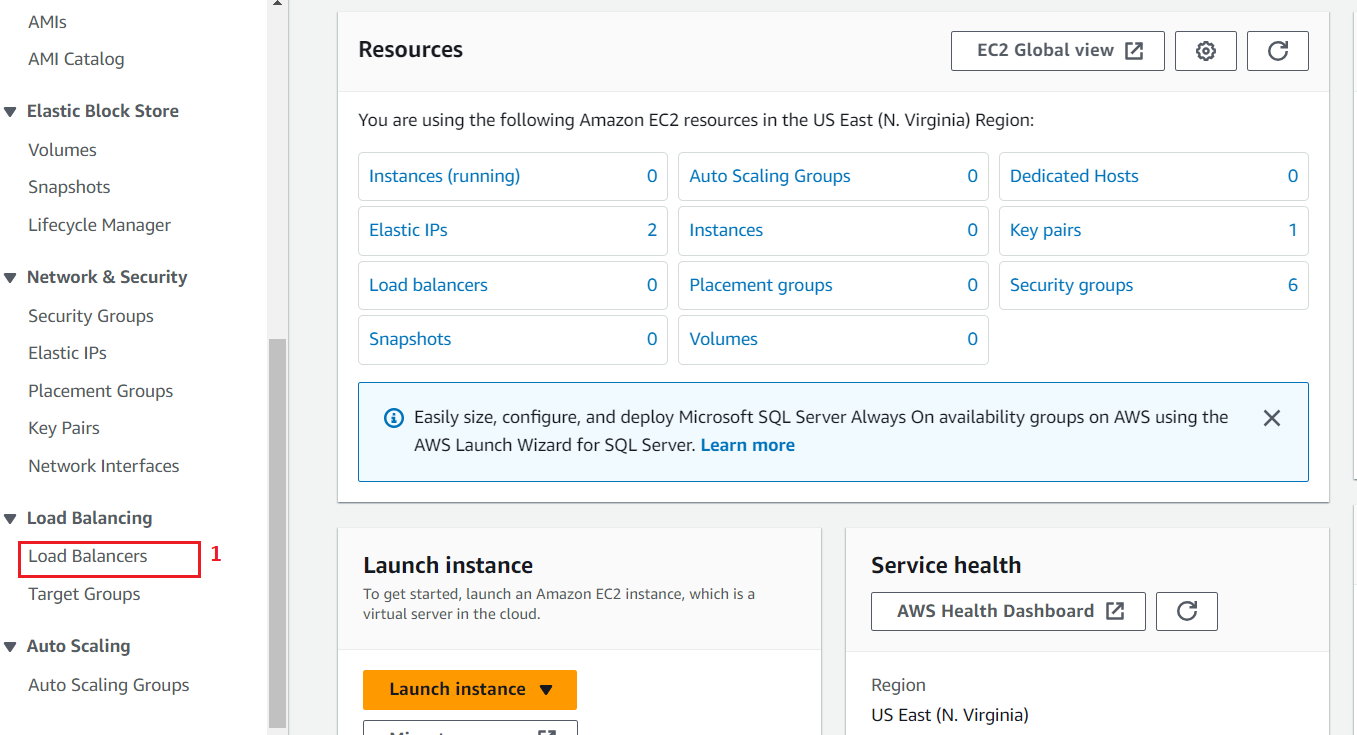 AMIs
AMI Catalog
Elastic Block Store
Volumes
Snapshots
Lifecycle Manager
Network & Security
Security Groups
Elastic IPs
Placement Groups
Key Pairs
Network Interfaces
Load Balancing
Load Balancers 1
Target Groups
Auto Scaling
Auto Scaling Groups
Resources
EC2 Global view
You are using the following Amazon EC2 resources in the US East (N. Virginia) Region:
Instances (running) 0
Auto Scaling Groups 0
Dedicated Hosts 0
Elastic IPs 2
Instances 0
Key pairs 1
Load balancers 0
Placement groups 0
Security groups 6
Snapshots 0
Volumes 0
Easily size, configure, and deploy Microsoft SQL Server Always On availability groups on AWS using the
AWS Launch Wizard for SQL Server. Learn more
Launch instance
To get started, launch an Amazon EC2 instance, which is a
virtual server in the cloud.
Launch instance
Service health
AWS Health Dashboard
Region
US East (N. Virginia)